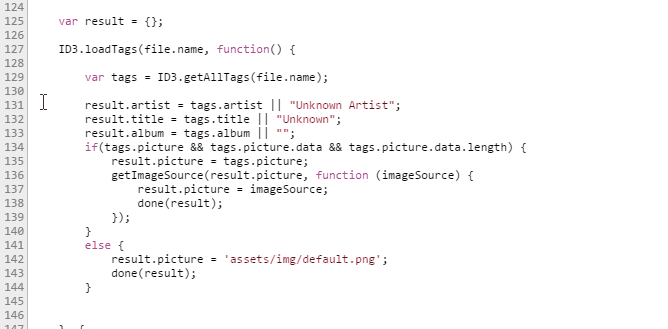 124
125 var result = {};
126
127 ID3.loadTags(file.name, function() {
128
129 var tags = ID3.getAllTags(file.name);
130
131 result.artist = tags.artist || "Unknown Artist";
132 result.title = tags.title || "Unknown";
133 result.album = tags.album || "";
134 if(tags.picture && tags.picture.data && tags.picture.data.length) {
135 result.picture = tags.picture;
136 getImageSource(result.picture, function (imageSource) {
137 result.picture = imageSource;
138 done(result);
139 });
140 }
141 else {
142 result.picture = 'assets/img/default.png';
143 done(result);
144 }
145
146